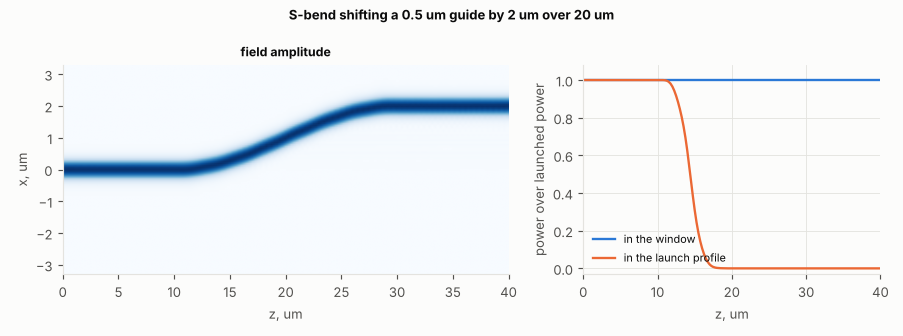 S-bend shifting a 0.5 um guide by 2 um over 20 um
field amplitude
3
2
1
0
−1
−2
−3
x, um
0 5 10 15 20 25 30 35 40
z, um
1.0
0.8
0.6
0.4
0.2
0.0
power over launched power
in the window
in the launch profile
0 10 20 30 40
z, um